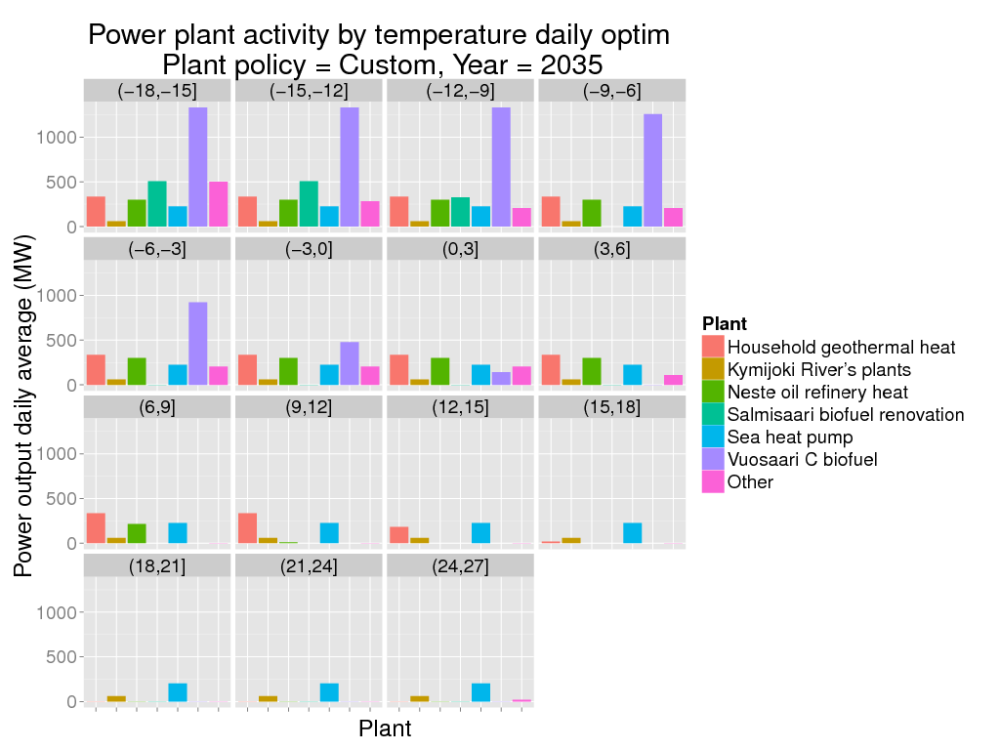 Power plant activity by temperature daily optim
Plant policy = Custom, Year = 2035
(−18,−15] (−15,−12] (−12,−9] (−9,−6]
1000
500
0
(−6,−3] (−3,0] (0,3] (3,6]
1000
500
0
(6,9] (9,12] (12,15] (15,18]
1000
500
0
(18,21] (21,24] (24,27]
1000
500
0
Power output daily average (MW)
Plant
Plant
Household geothermal heat
Kymijoki River's plants
Neste oil refinery heat
Salmisaari biofuel renovation
Sea heat pump
Vuosaari C biofuel
Other